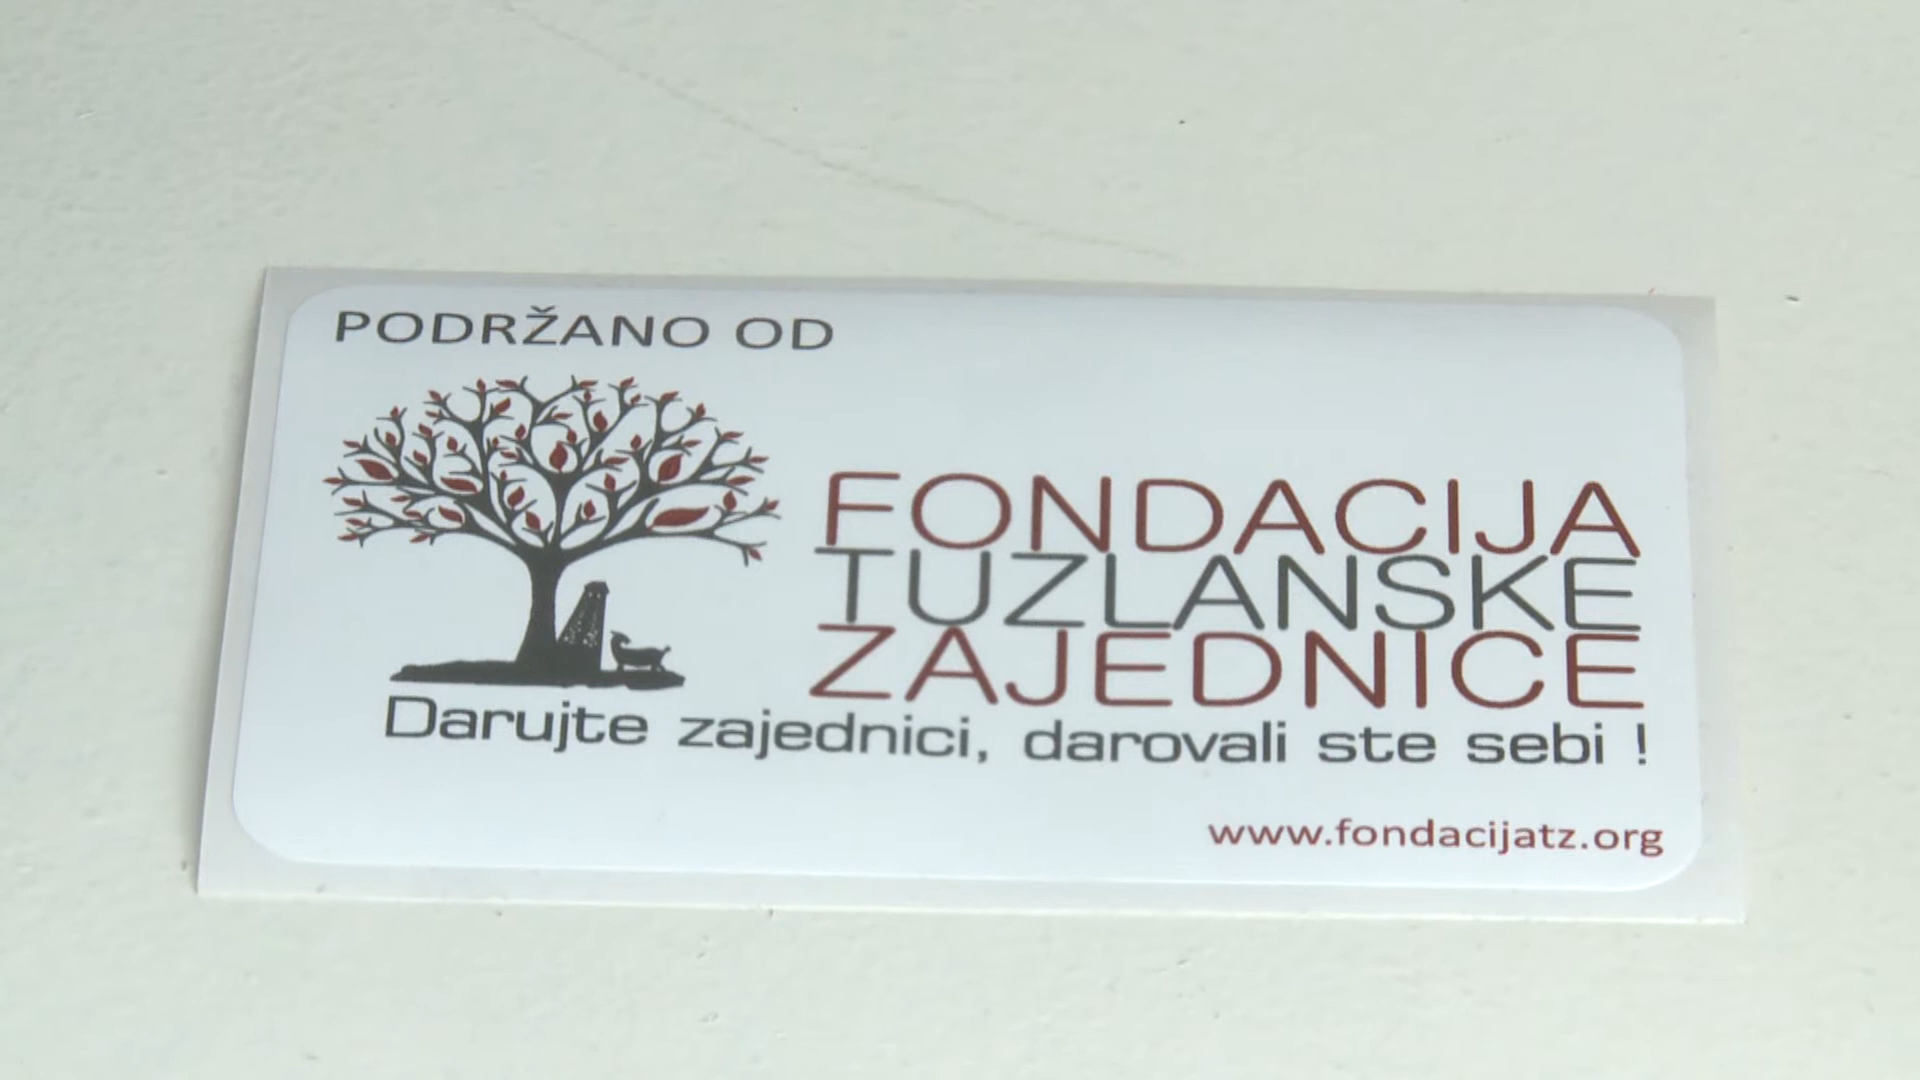 PODRŽANO OD
FONDACIJA
TUZLANSKE
ZAJEDNICE
Darujte zajednici, darovali ste sebi !
www.fondacijatz.org